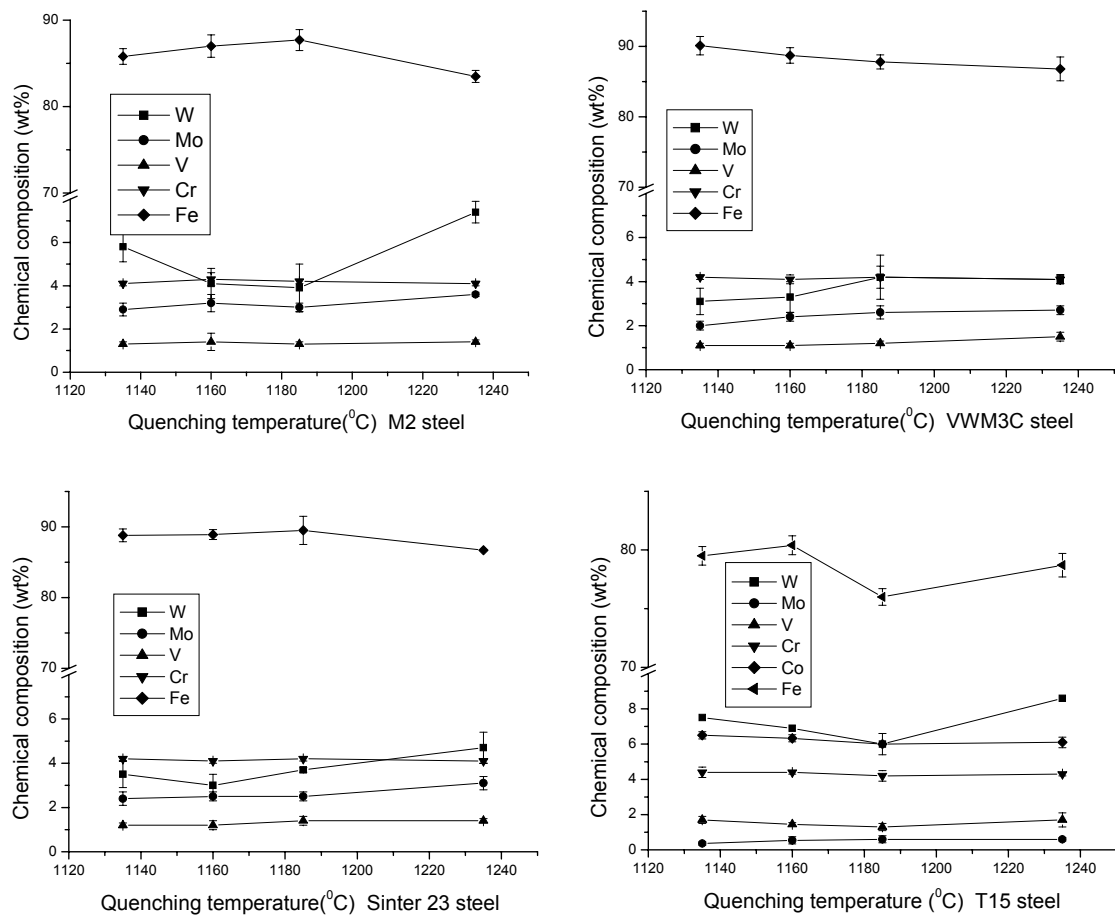 Chemical composition (wt%)
90
80
70
6
4
2
0
W
Mo
V
Cr
Fe
1120 1140 1160 1180 1200 1220 1240
Quenching temperature(⁰C) M2 steel
Chemical composition (wt%)
90
80
70
6
4
2
0
W
Mo
V
Cr
Fe
1120 1140 1160 1180 1200 1220 1240
Quenching temperature(⁰C) VWM3C steel
Chemical composition (wt%)
90
80
70
6
4
2
0
W
Mo
V
Cr
Fe
1120 1140 1160 1180 1200 1220 1240
Quenching temperature(⁰C) Sinter 23 steel
Chemical composition (wt%)
80
70
8
6
4
2
0
W
Mo
V
Cr
Co
Fe
1120 1140 1160 1180 1200 1220 1240
Quenching temperature (⁰C) T15 steel